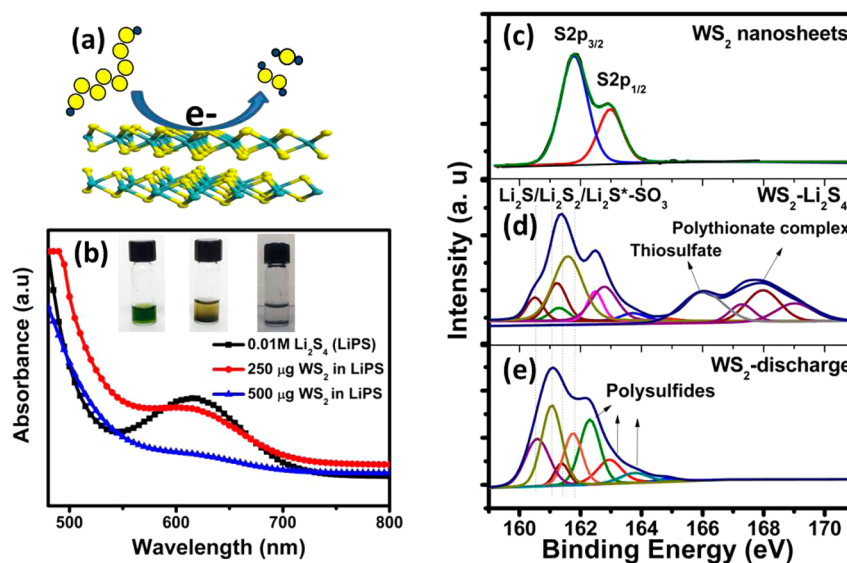 (a)
e-
(b)
0.01M Li₂S₄ (LiPS)
250 μg WS₂ in LiPS
500 μg WS₂ in LiPS
Absorbance (a.u)
500 600 700 800
Wavelength (nm)
(c)
S2p₃/₂
WS₂ nanosheets
S2p₁/₂
(d)
Li₂S/Li₂S₂/Li₂S*-SO₃
WS₂-Li₂S₄
Polythionate complex
Thiosulfate
(e)
WS₂-discharge
Polysulfides
Intensity (a. u)
160 162 164 166 168 170
Binding Energy (eV)